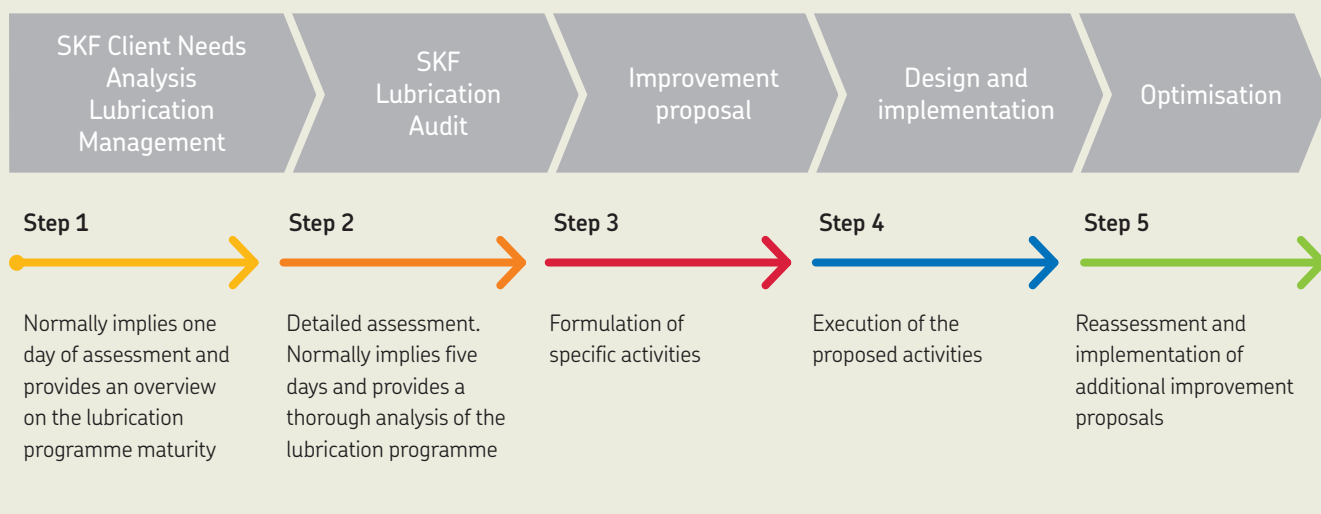 SKF Client Needs
Analysis
Lubrication
Management
SKF
Lubrication
Audit
Improvement
proposal
Design and
implementation
Optimisation
Step 1
Normally implies one
day of assessment and
provides an overview
on the lubrication
programme maturity
Step 2
Detailed assessment.
Normally implies five
days and provides a
thorough analysis of the
lubrication programme
Step 3
Formulation of
specific activities
Step 4
Execution of the
proposed activities
Step 5
Reassessment and
implementation of
additional improvement
proposals